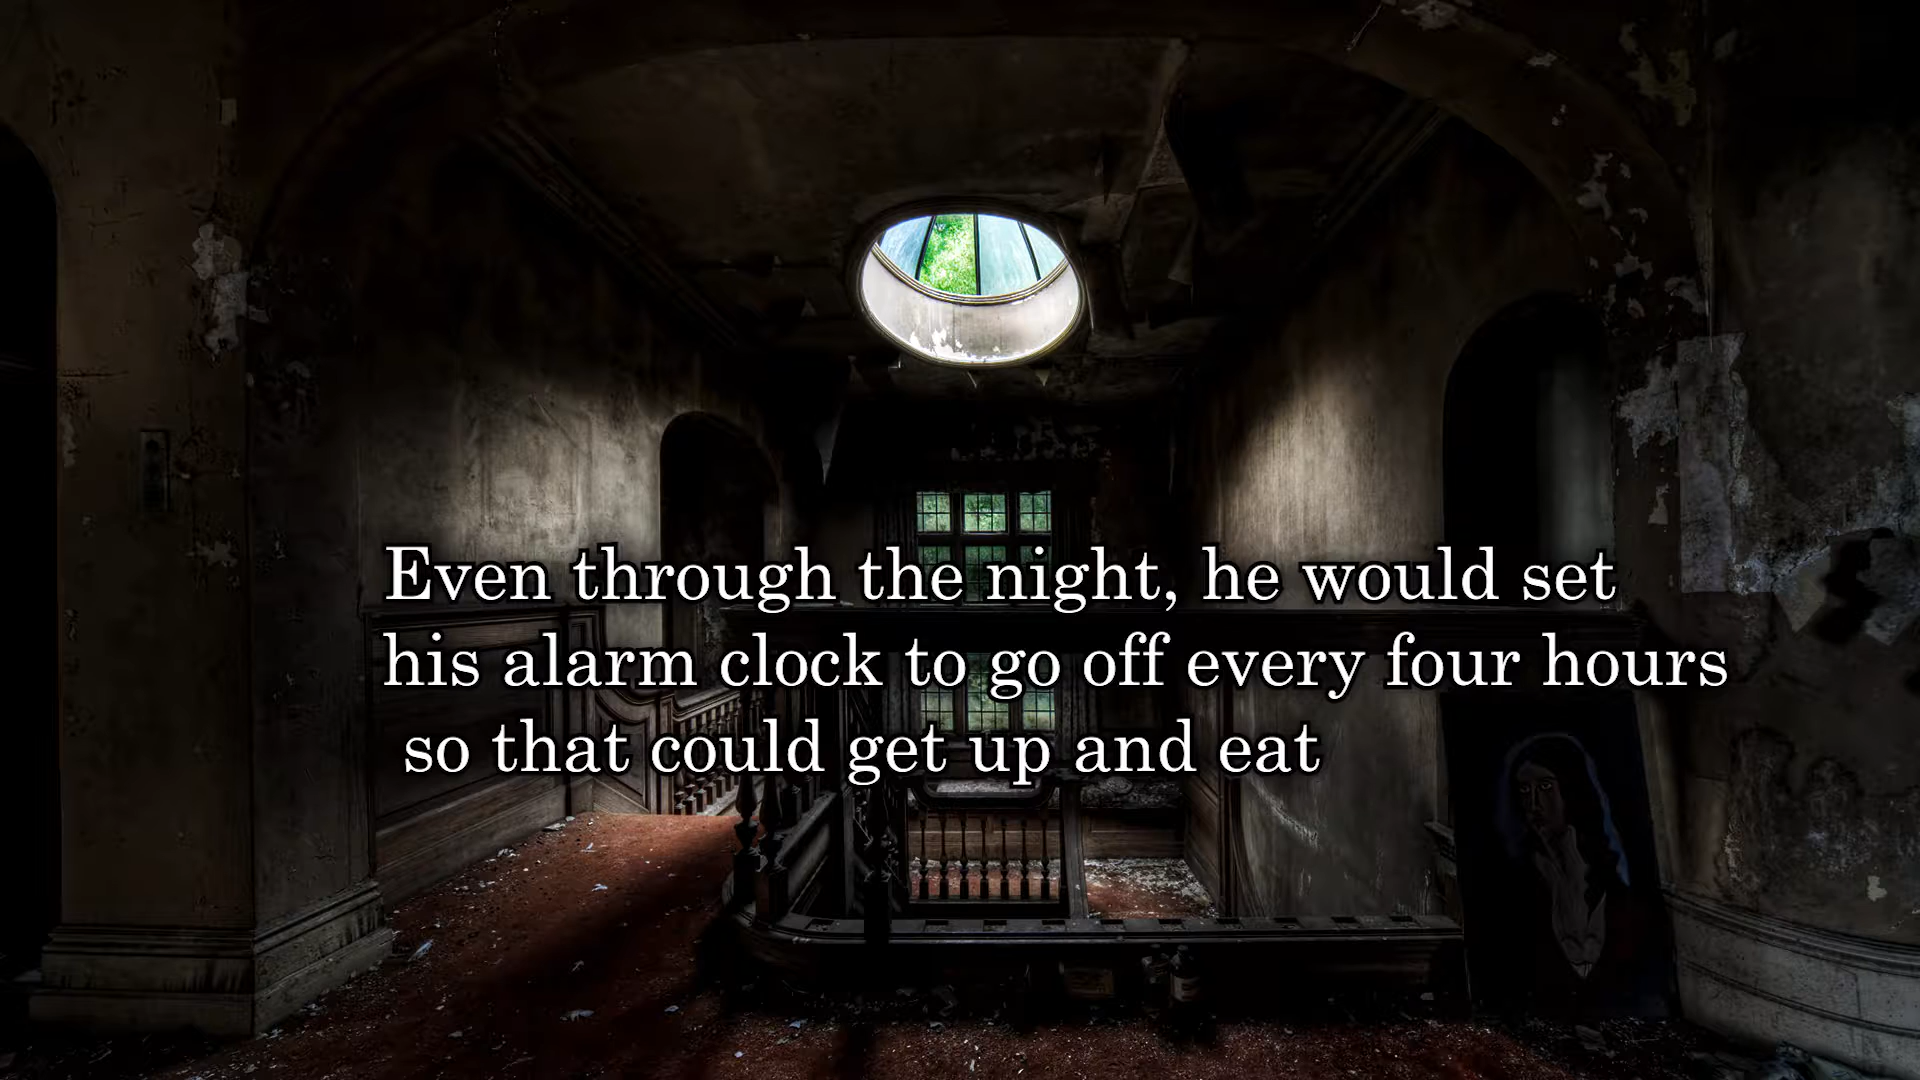 Even through the night, he would set
his alarm clock to go off every four hours
so that could get up and eat